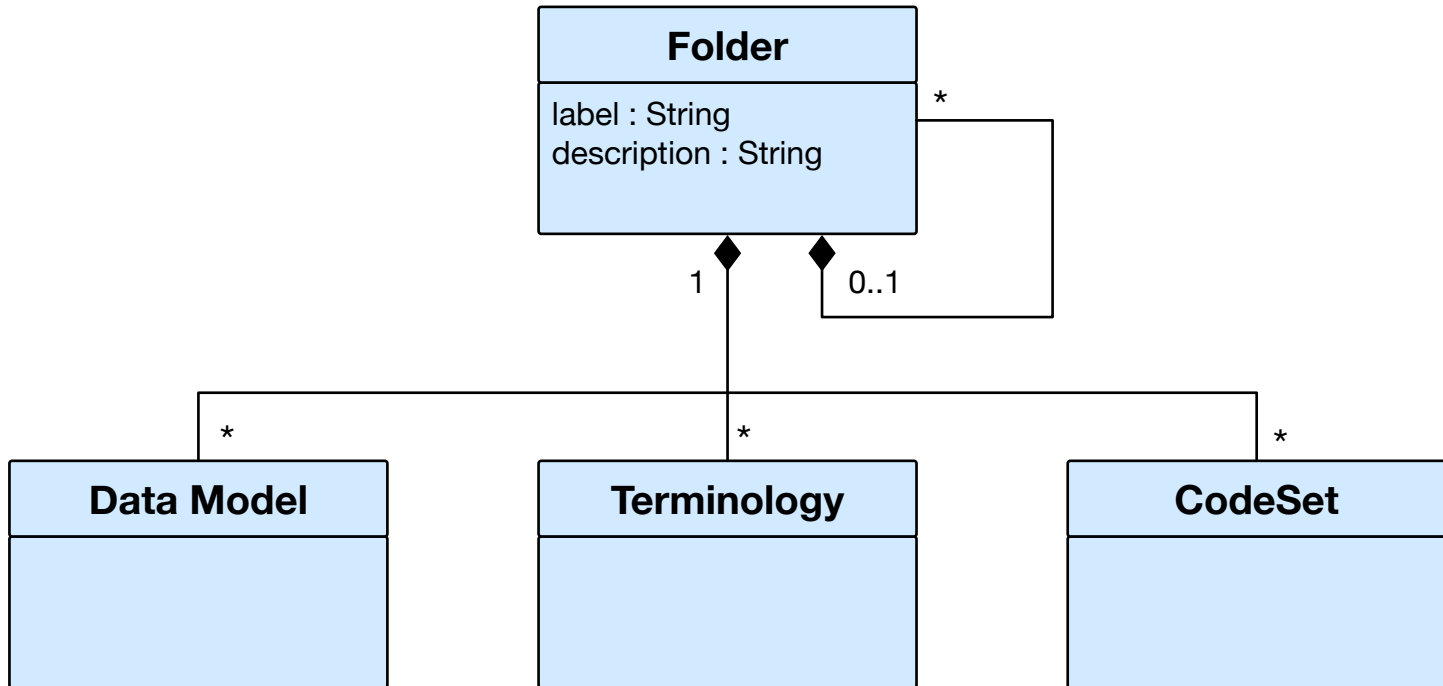 Folder
label : String
description : String
*
1
0..1
*
*
*
Data Model
Terminology
CodeSet